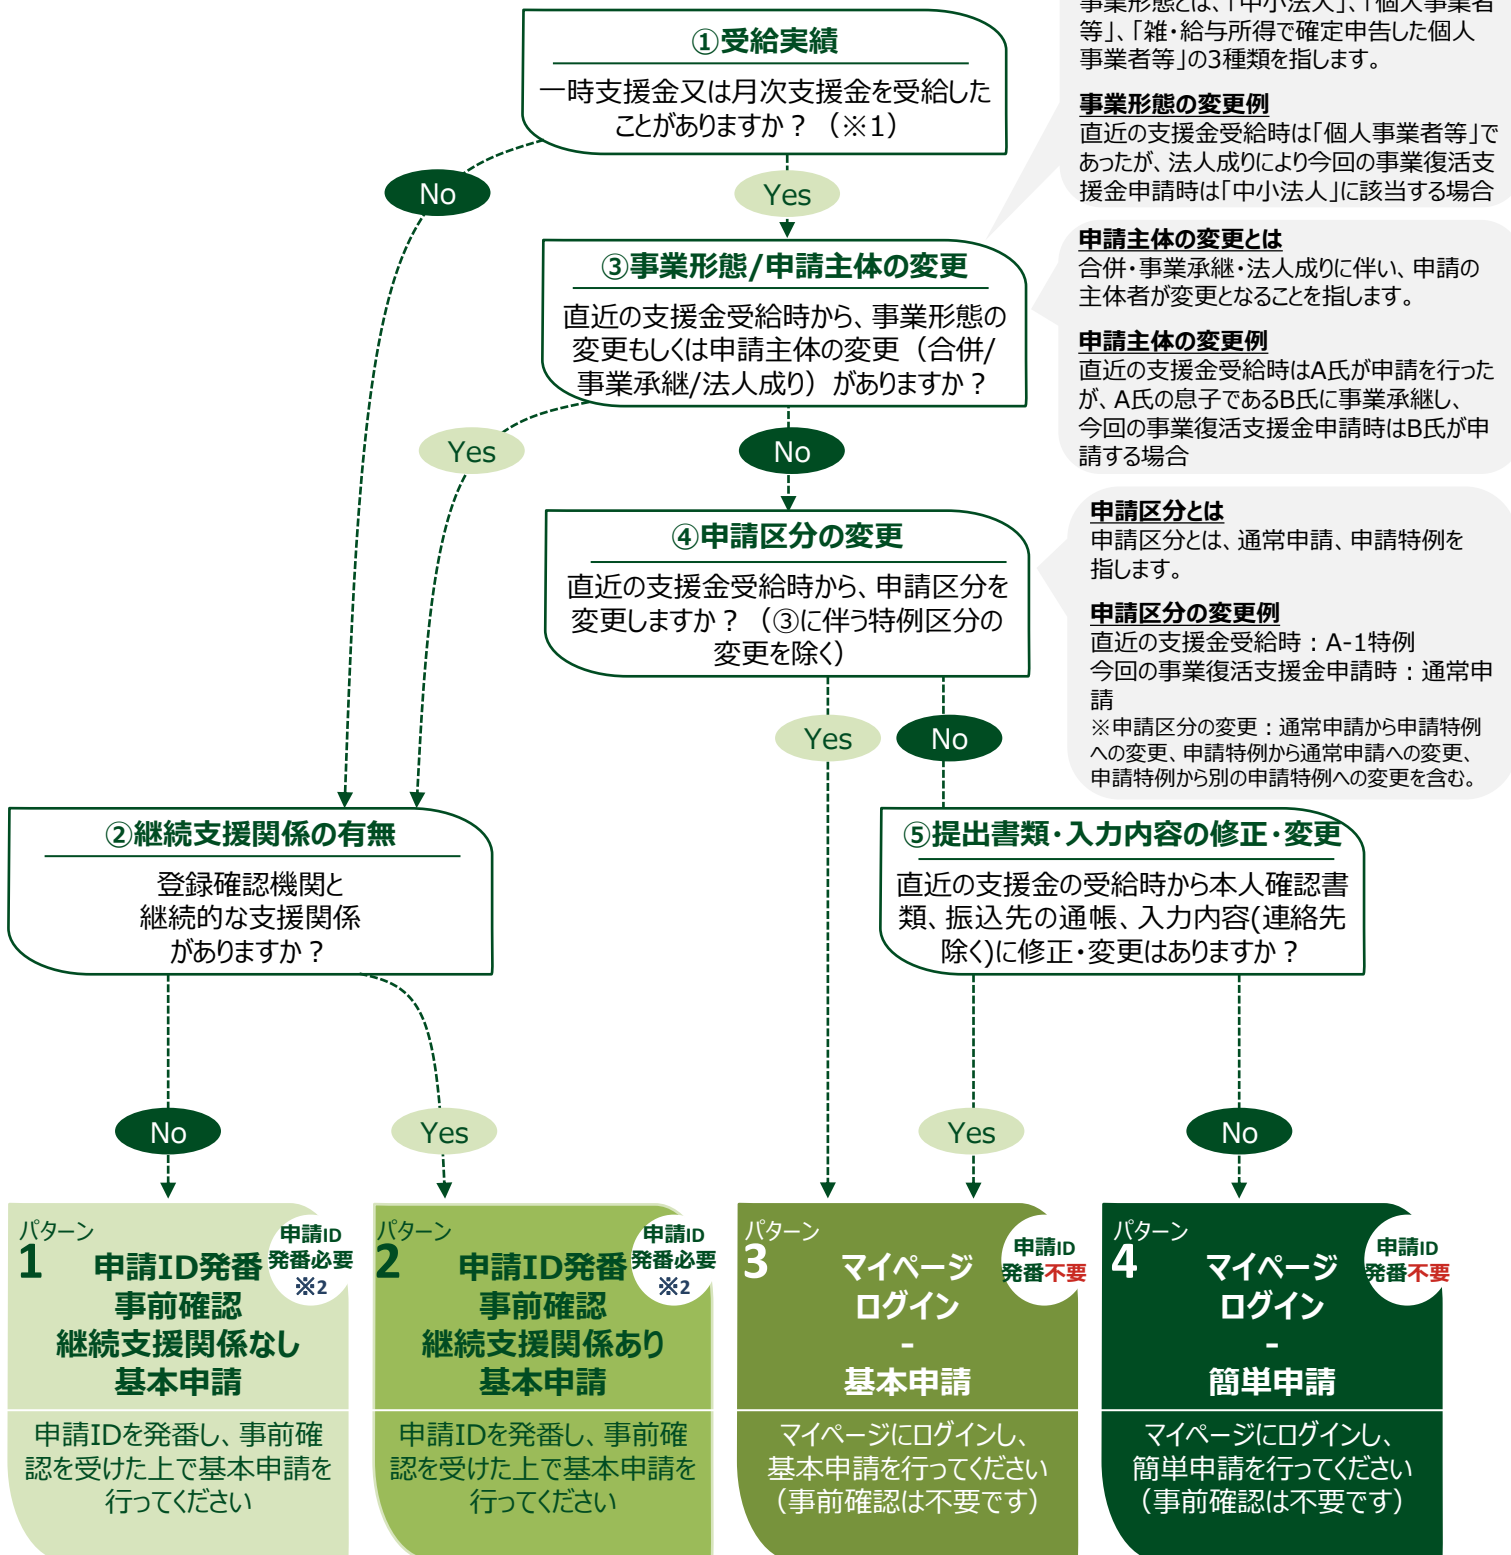 ①受給実績
一時支援金又は月次支援金を受給した
ことがありますか？（※1）
No
Yes
事業形態とは、「中小法人」、「個人事業者
等」、「雑・給与所得で確定申告した個人
事業者等」の3種類を指します。
事業形態の変更例
直近の支援金受給時は「個人事業者等」で
あったが、法人成りにより今回の事業復活支
援金申請時は「中小法人」に該当する場合
③事業形態/申請主体の変更
直近の支援金受給時から、事業形態の
変更もしくは申請主体の変更（合併/
事業承継/法人成り）がありますか？
Yes
No
申請主体の変更とは
合併・事業承継・法人成りに伴い、申請の
主体者が変更となることを指します。
申請主体の変更例
直近の支援金受給時はA氏が申請を行った
が、A氏の息子であるB氏に事業承継し、
今回の事業復活支援金申請時はB氏が申
請する場合
④申請区分の変更
直近の支援金受給時から、申請区分を
変更しますか？（③に伴う特例区分の
変更を除く）
Yes
No
申請区分とは
申請区分とは、通常申請、申請特例を
指します。
申請区分の変更例
直近の支援金受給時：A-1特例
今回の事業復活支援金申請時：通常申
請
※申請区分の変更：通常申請から申請特例
への変更、申請特例から通常申請への変更、
申請特例から別の申請特例への変更を含む。
②継続支援関係の有無
登録確認機関と
継続的な支援関係
がありますか？
No
Yes
⑤提出書類・入力内容の修正・変更
直近の支援金の受給時から本人確認書
類、振込先の通帳、入力内容(連絡先
除く)に修正・変更はありますか？
Yes
No
パターン
1
申請ID
発番必要
※2
申請ID発番
事前確認
継続支援関係なし
基本申請
申請IDを発番し、事前確
認を受けた上で基本申請を
行ってください
パターン
2
申請ID
発番必要
※2
申請ID発番
事前確認
継続支援関係あり
基本申請
申請IDを発番し、事前確
認を受けた上で基本申請を
行ってください
パターン
3
申請ID
発番不要
マイページ
ログイン
-
基本申請
マイページにログインし、
基本申請を行ってください
（事前確認は不要です）
パターン
4
申請ID
発番不要
マイページ
ログイン
-
簡単申請
マイページにログインし、
簡単申請を行ってください
（事前確認は不要です）